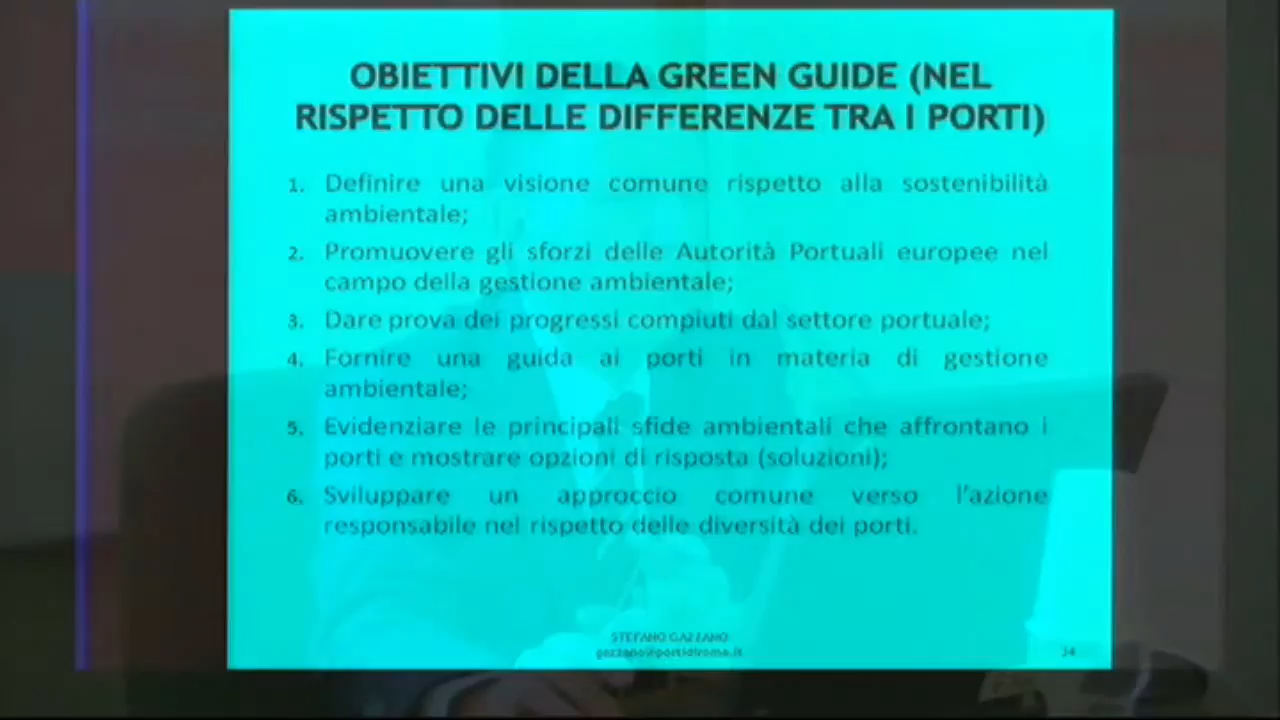 OBIETTIVI DELLA GREEN GUIDE (NEL
RISPETTO DELLE DIFFERENZE TRA I PORTI)
1. Definire una visione comune rispetto alla sostenibilità
ambientale;
2. Promuovere gli sforzi delle Autorità Portuali europee nel
campo della gestione ambientale;
3. Dare prova dei progressi compiuti dal settore portuale;
4. Fornire una guida ai porti in materia di gestione
ambientale;
5. Evidenziare le principali sfide ambientali che affrontano i
porti e mostrare opzioni di risposta (soluzioni);
6. Sviluppare un approccio comune verso l'azione
responsabile nel rispetto delle diversità dei porti.
STEFANO GAZZANO
gazzano@portidiroma.it
34